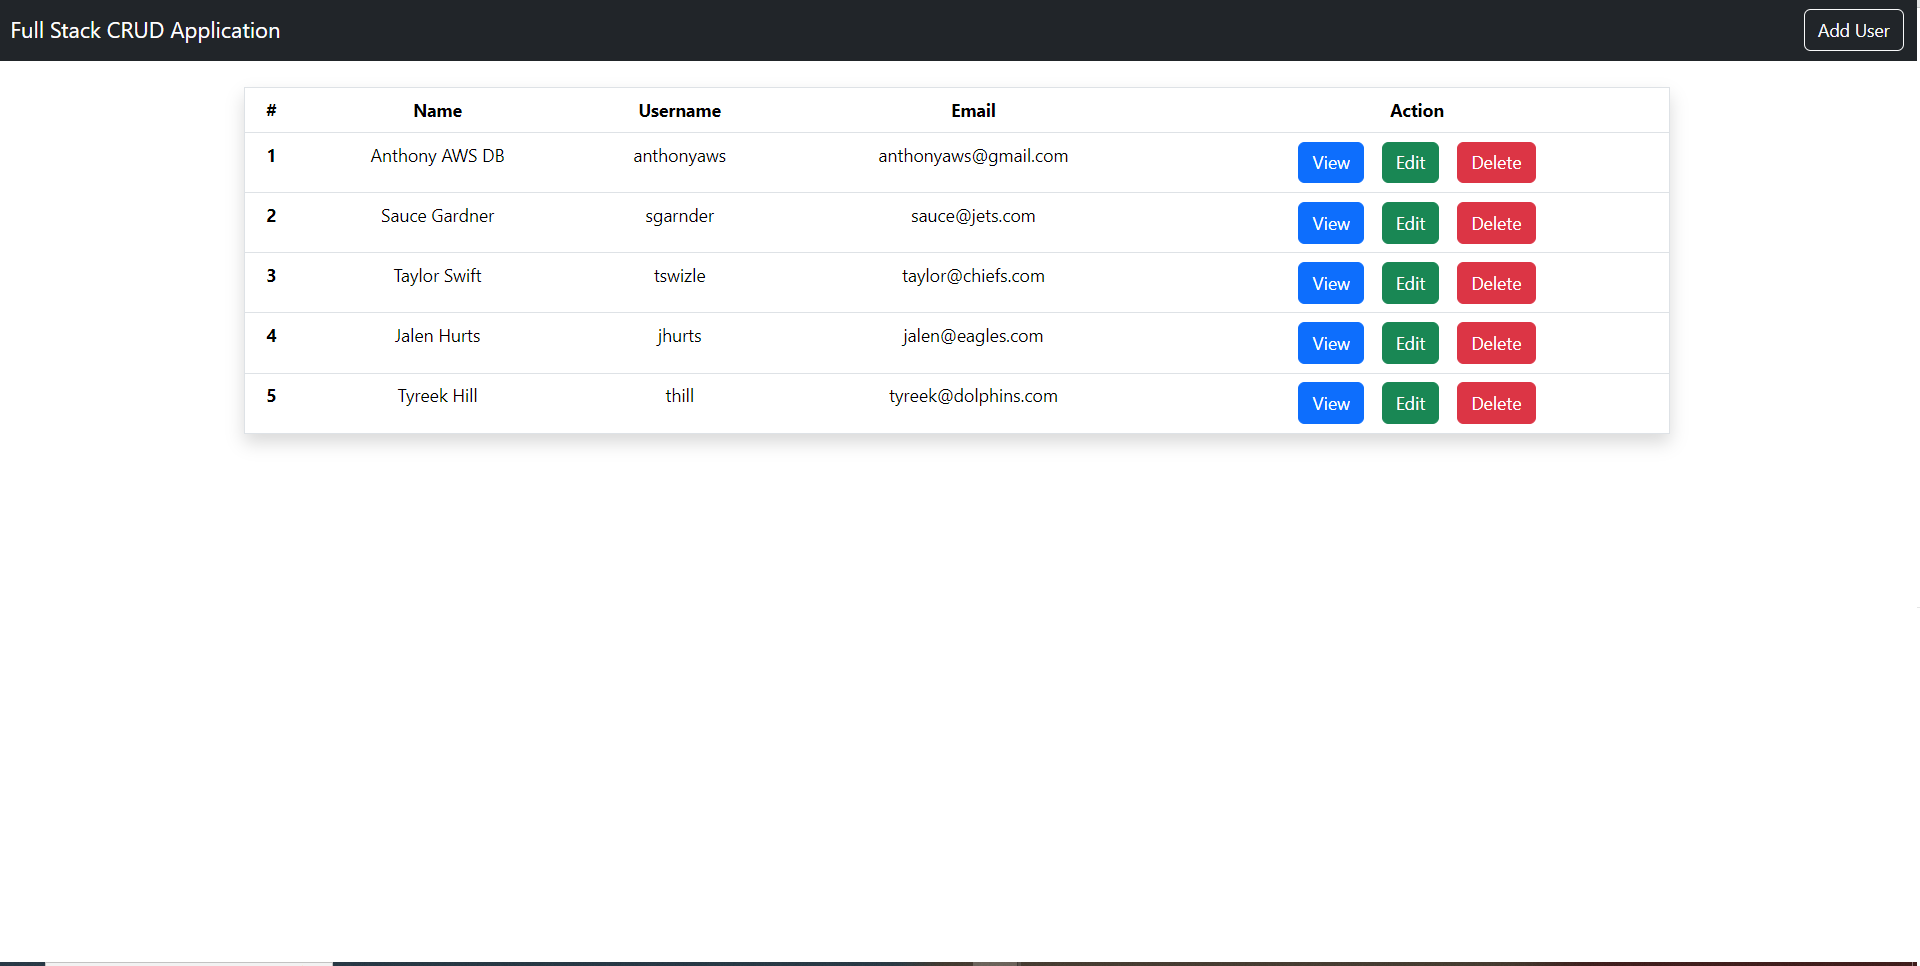 Full Stack CRUD Application Add User
# Name Username Email Action
1 Anthony AWS DB anthonyaws anthonyaws@gmail.com View Edit Delete
2 Sauce Gardner sgarnder sauce@jets.com View Edit Delete
3 Taylor Swift tswizle taylor@chiefs.com View Edit Delete
4 Jalen Hurts jhurts jalen@eagles.com View Edit Delete
5 Tyreek Hill thill tyreek@dolphins.com View Edit Delete